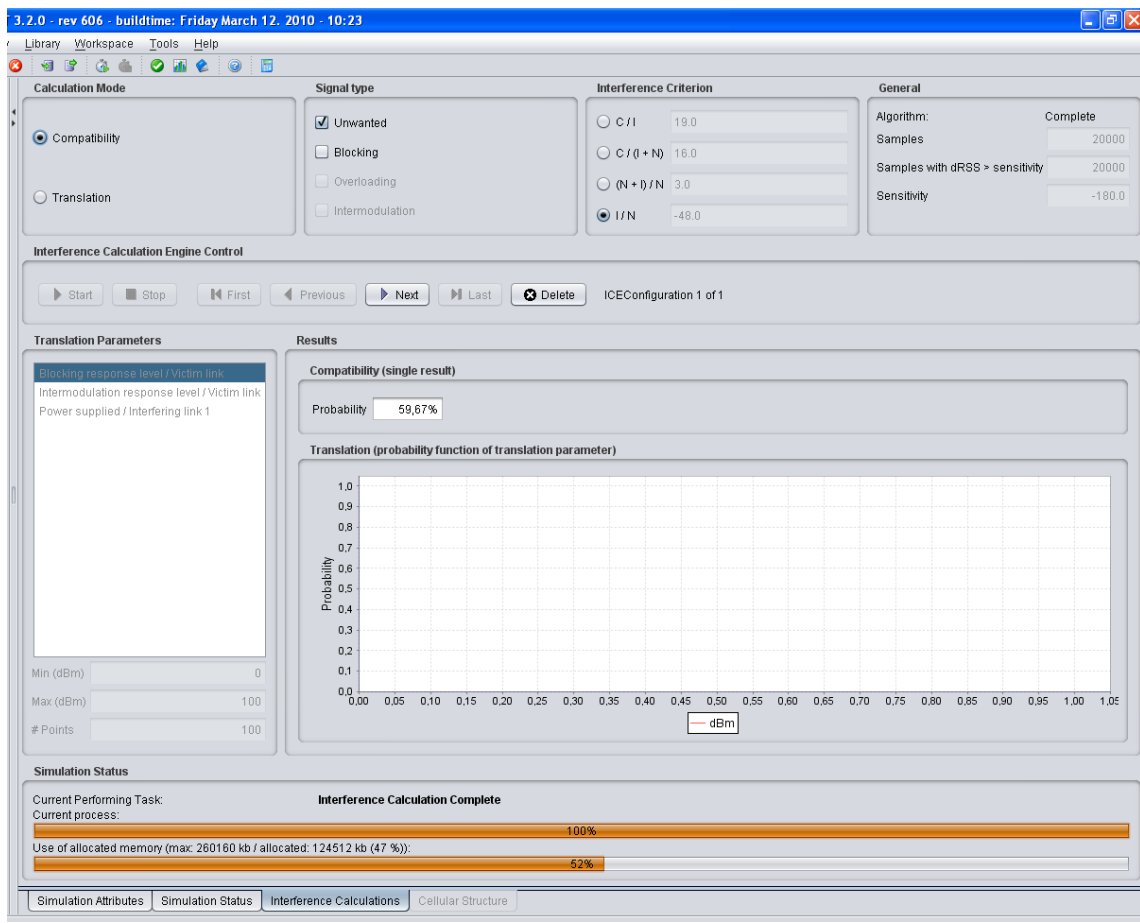 3.2.0 - rev 606 - buildtime: Friday March 12. 2010 - 10:23
Library Workspace Tools Help
Calculation Mode
Compatibility
Translation
Signal type
Unwanted
Blocking
Overloading
Intermodulation
Interference Criterion
C / I 19.0
C / (I + N) 16.0
(N + I) / N 3.0
I / N -48.0
General
Algorithm: Complete
Samples 20000
Samples with dRSS > sensitivity 20000
Sensitivity -180.0
Interference Calculation Engine Control
Start Stop First Previous Next Last Delete ICEConfiguration 1 of 1
Translation Parameters
Blocking response level / Victim link
Intermodulation response level / Victim link
Power supplied / Interfering link 1
Min (dBm) 0
Max (dBm) 100
# Points 100
Results
Compatibility (single result)
Probability 59,67%
Translation (probability function of translation parameter)
Probability
1,0
0,9
0,8
0,7
0,6
0,5
0,4
0,3
0,2
0,1
0,0
0,00 0,05 0,10 0,15 0,20 0,25 0,30 0,35 0,40 0,45 0,50 0,55 0,60 0,65 0,70 0,75 0,80 0,85 0,90 0,95 1,00 1,05
dBm
Simulation Status
Current Performing Task: Interference Calculation Complete
Current process:
100%
Use of allocated memory (max: 260160 kb / allocated: 124512 kb (47 %)):
52%
Simulation Attributes Simulation Status Interference Calculations Cellular Structure